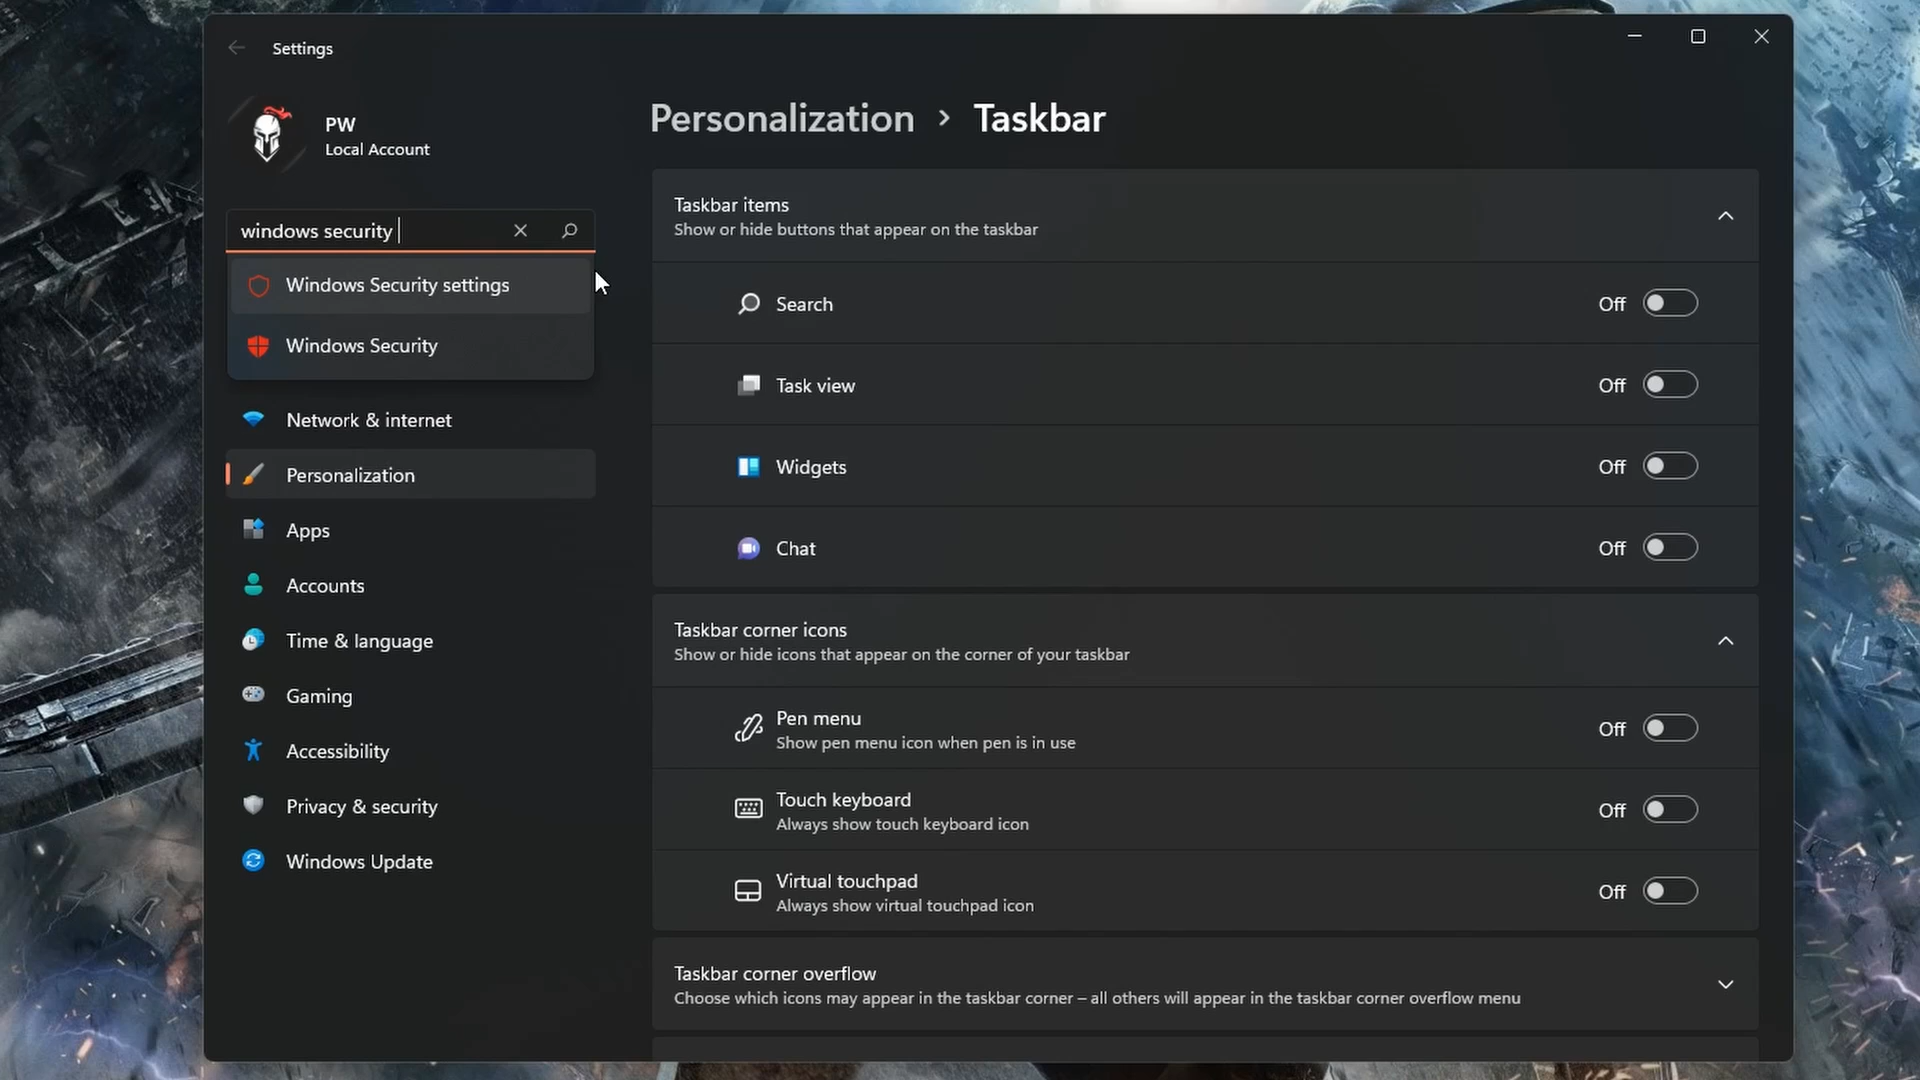 Settings
PW
Local Account
windows security
Windows Security settings
Windows Security
Network & internet
Personalization
Apps
Accounts
Time & language
Gaming
Accessibility
Privacy & security
Windows Update
Personalization > Taskbar
Taskbar items
Show or hide buttons that appear on the taskbar
Search Off
Task view Off
Widgets Off
Chat Off
Taskbar corner icons
Show or hide icons that appear on the corner of your taskbar
Pen menu
Show pen menu icon when pen is in use
Off
Touch keyboard
Always show touch keyboard icon
Off
Virtual touchpad
Always show virtual touchpad icon
Off
Taskbar corner overflow
Choose which icons may appear in the taskbar corner – all others will appear in the taskbar corner overflow menu